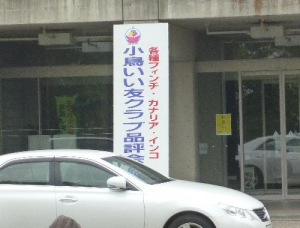 各種フィンチ・カナリア・インコ
小鳥いい友クラブ品評会